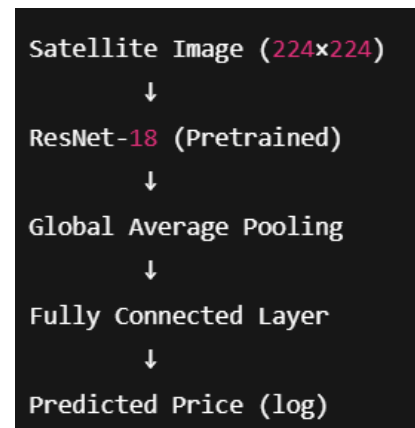 Satellite Image (224×224)
↓
ResNet-18 (Pretrained)
↓
Global Average Pooling
↓
Fully Connected Layer
↓
Predicted Price (log)